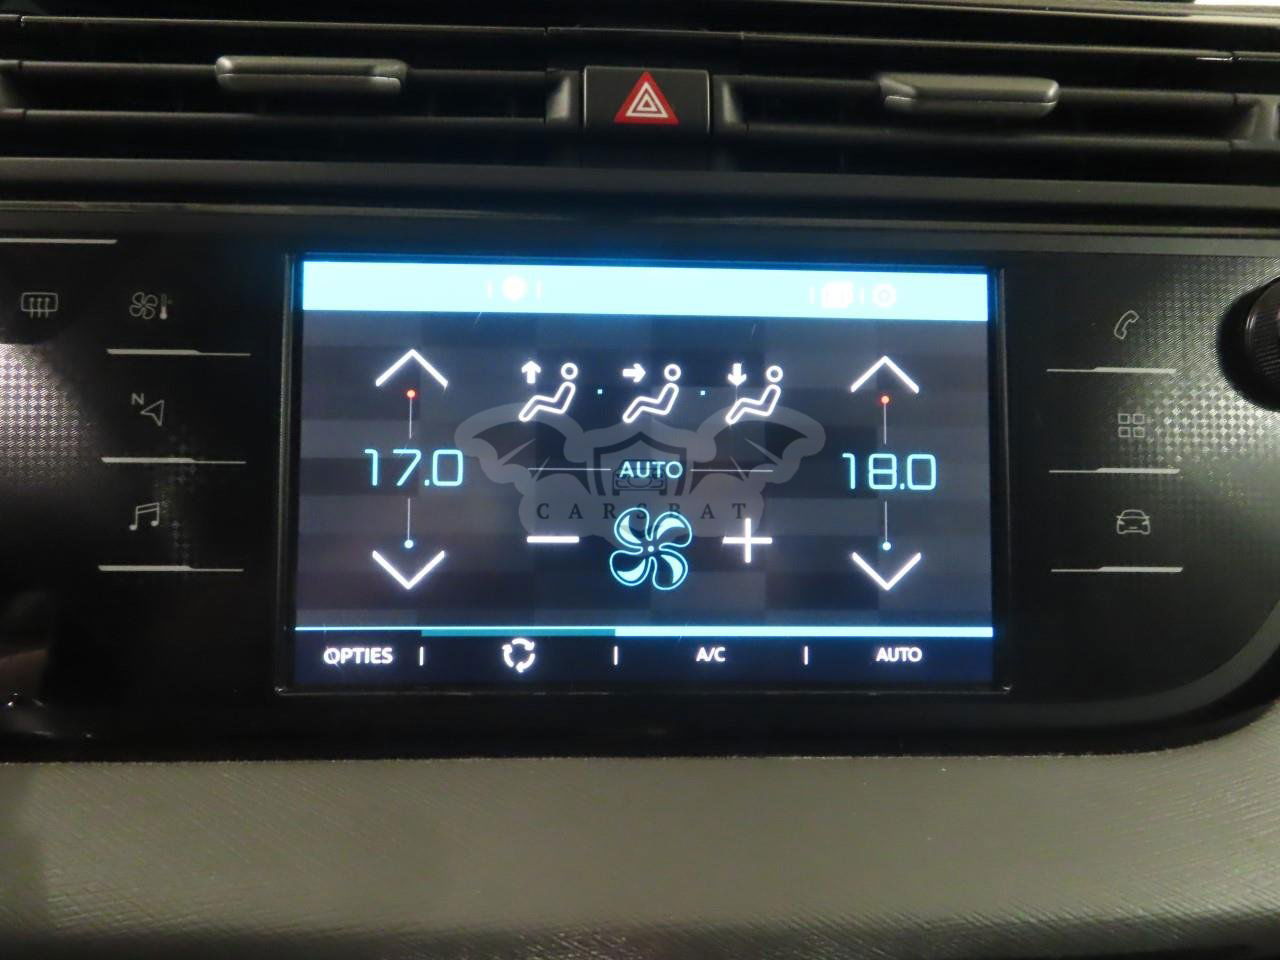 N
17.0
AUTO
18.0
CARSBAT
OPTIES
A/C
AUTO